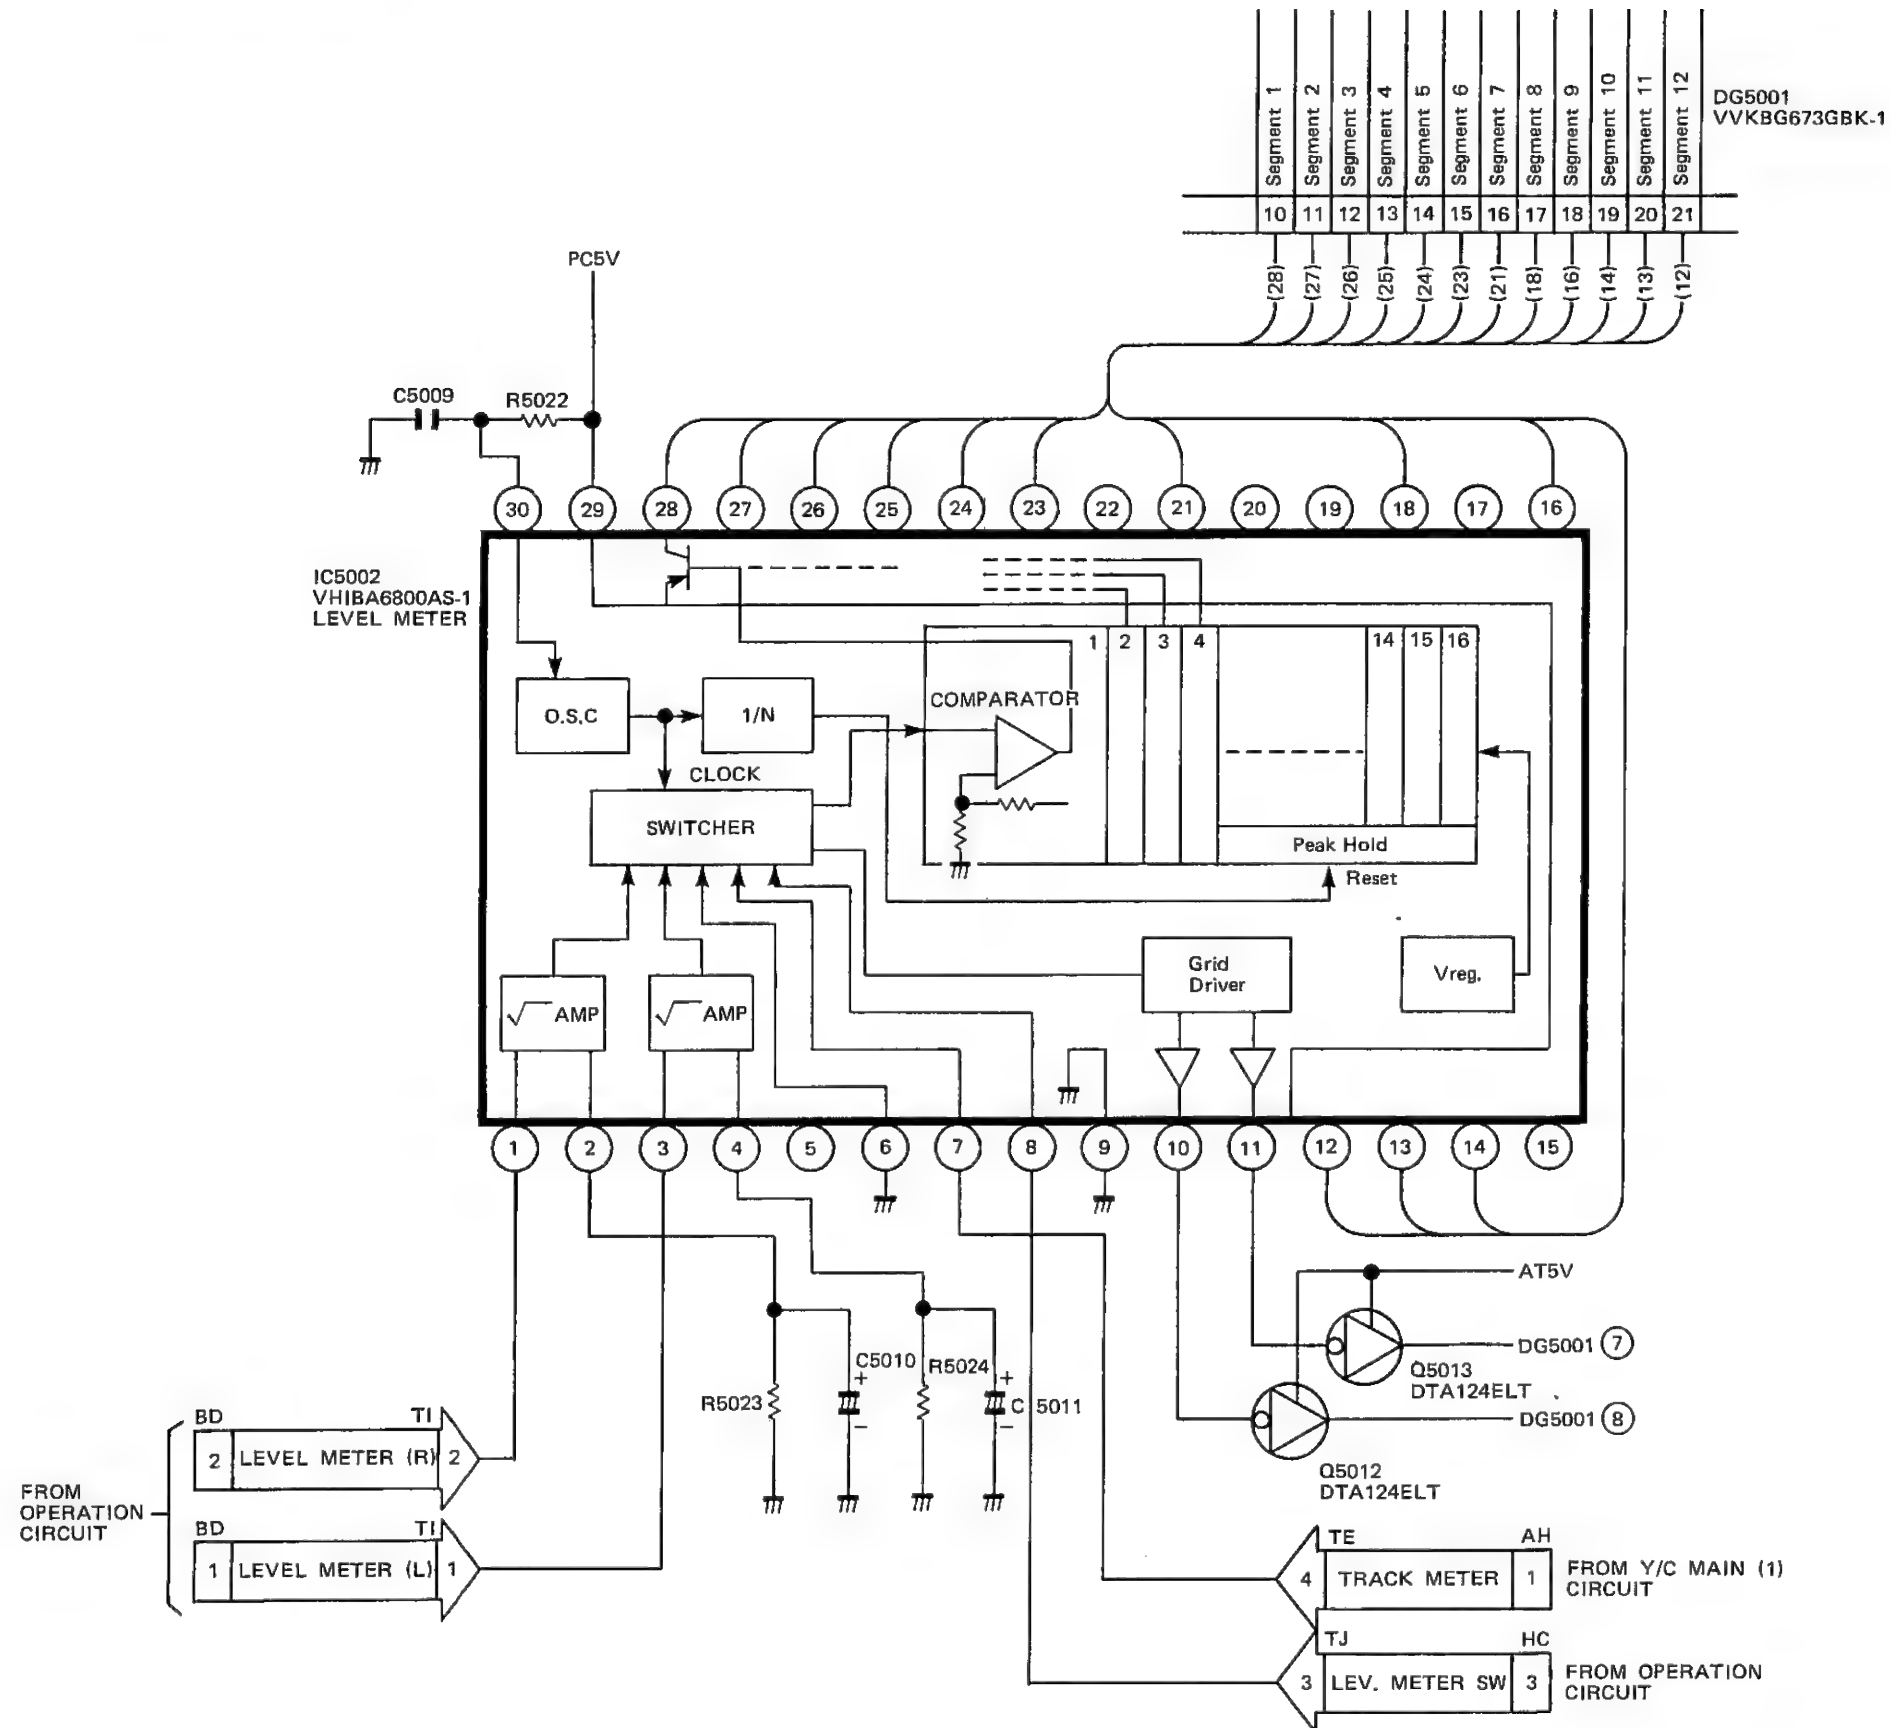 Segment 1
Segment 2
Segment 3
Segment 4
Segment 5
Segment 6
Segment 7
Segment 8
Segment 9
Segment 10
Segment 11
Segment 12
DG5001
VVKBG673GBK-1
10 11 12 13 14 15 16 17 18 19 20 21
(28) (27) (26) (25) (24) (23) (21) (18) (16) (14) (13) (12)
PC5V
C5009
R5022
30 29 28 27 26 25 24 23 22 21 20 19 18 17 16
IC5002
VHIBA6800AS-1
LEVEL METER
1 2 3 4 14 15 16
COMPARATOR
O.S.C
1/N
CLOCK
SWITCHER
Peak Hold
Reset
Grid
Driver
Vreg.
√ AMP
√ AMP
1 2 3 4 5 6 7 8 9 10 11 12 13 14 15
AT5V
DG5001 7
Q5013
DTA124ELT
DG5001 8
Q5012
DTA124ELT
R5023
C5010
+
−
R5024
C 5011
+
−
FROM
OPERATION
CIRCUIT
BD TI
2 LEVEL METER (R) 2
BD TI
1 LEVEL METER (L) 1
TE AH
4 TRACK METER 1
FROM Y/C MAIN (1)
CIRCUIT
TJ HC
3 LEV. METER SW 3
FROM OPERATION
CIRCUIT